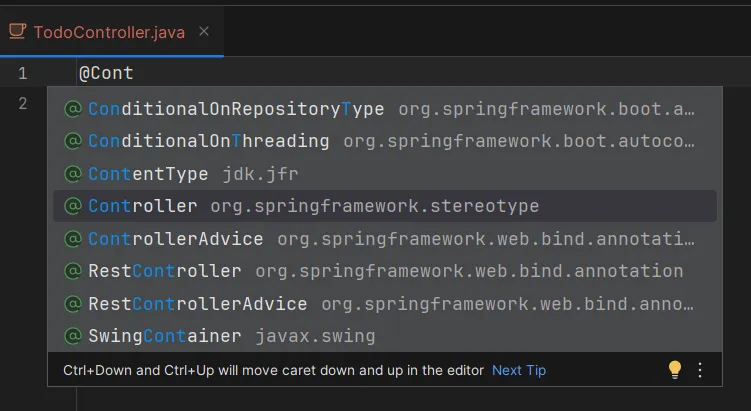 TodoController.java
1 @Cont
2
ConditionalOnRepositoryType org.springframework.boot.a...
ConditionalOnThreading org.springframework.boot.autoco...
ContentType jdk.jfr
Controller org.springframework.stereotype
ControllerAdvice org.springframework.web.bind.annotati...
RestController org.springframework.web.bind.annotation
RestControllerAdvice org.springframework.web.bind.anno...
SwingContainer javax.swing
Ctrl+Down and Ctrl+Up will move caret down and up in the editor Next Tip